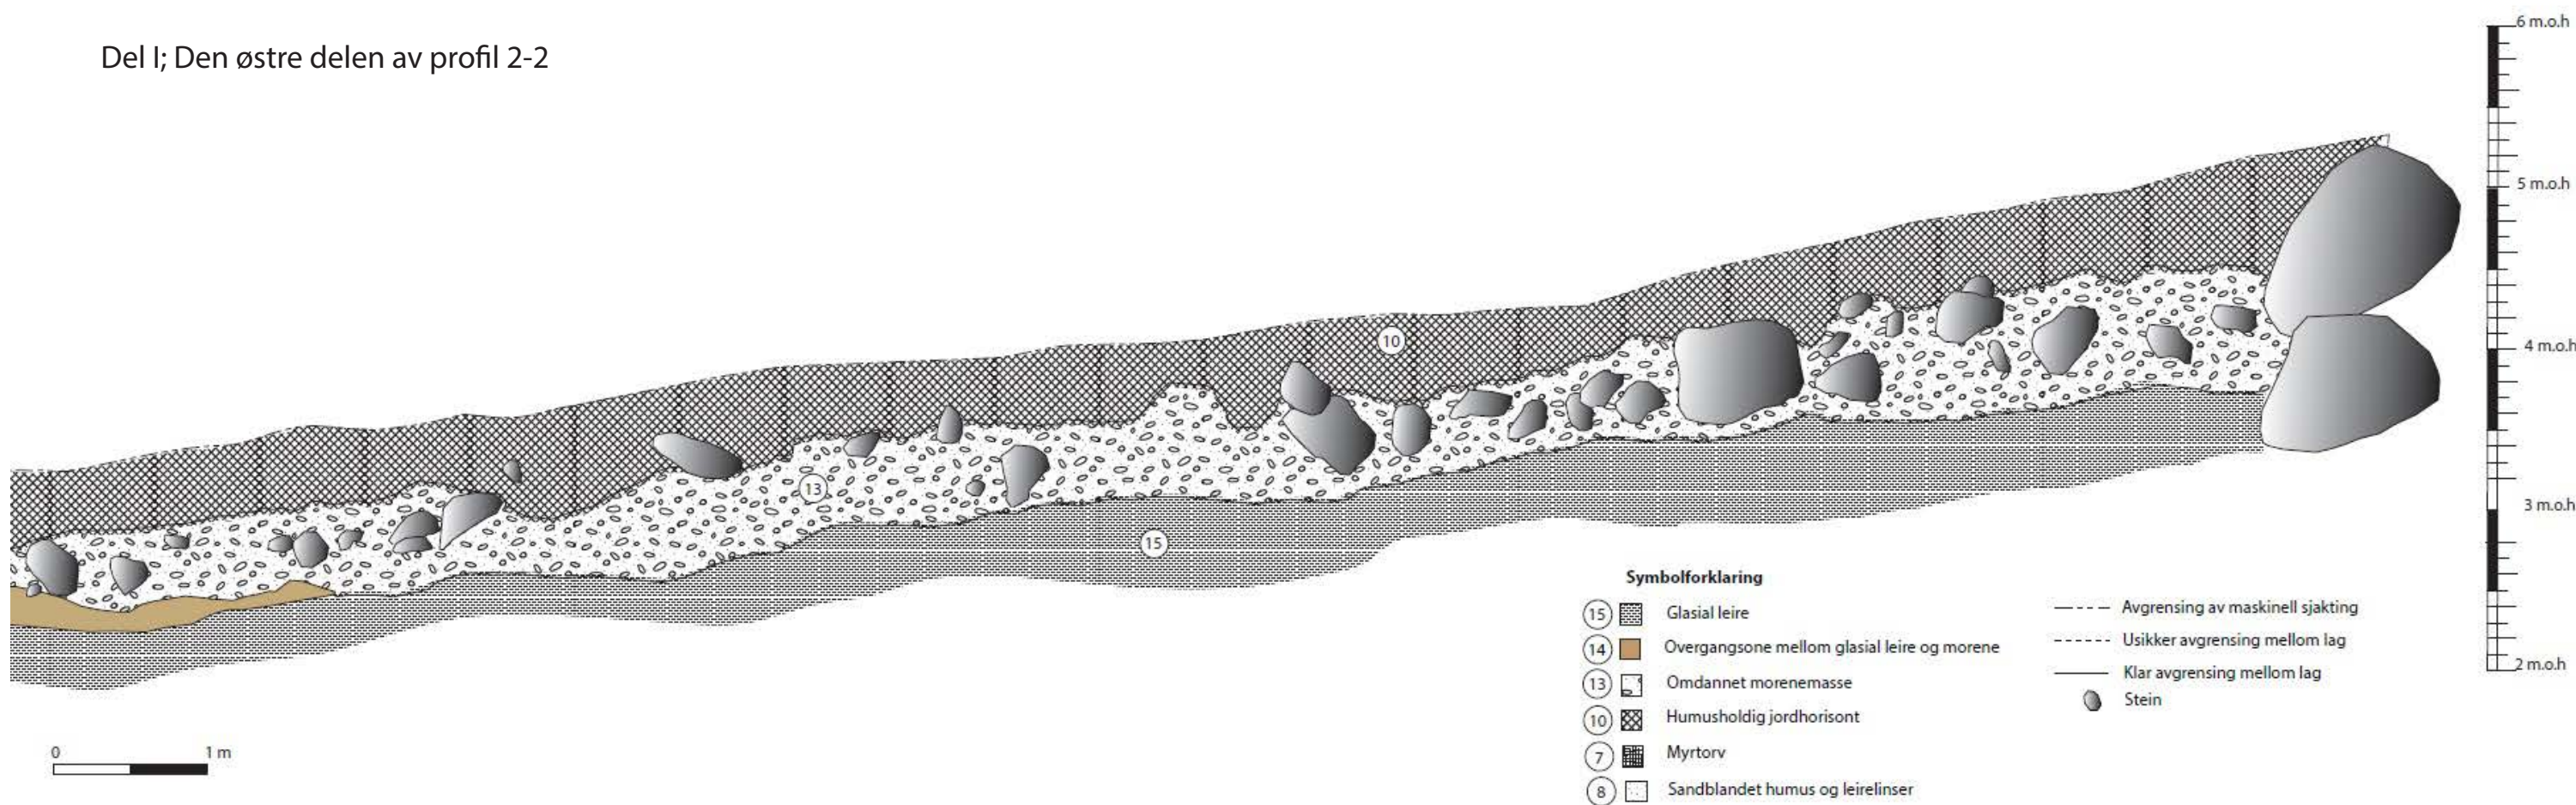 Del I; Den østre delen av profil 2-2
6 m.o.h
5 m.o.h
4 m.o.h
3 m.o.h
2 m.o.h
10
13
15
0 1 m
Symbolforklaring
15 Glasial leire
14 Overgangsone mellom glasial leire og morene
13 Omdannet morenemasse
10 Humusholdig jordhorisont
7 Myrtorv
8 Sandblandet humus og leirelinser
Avgrensing av maskinell sjakting
Usikker avgrensing mellom lag
Klar avgrensing mellom lag
Stein